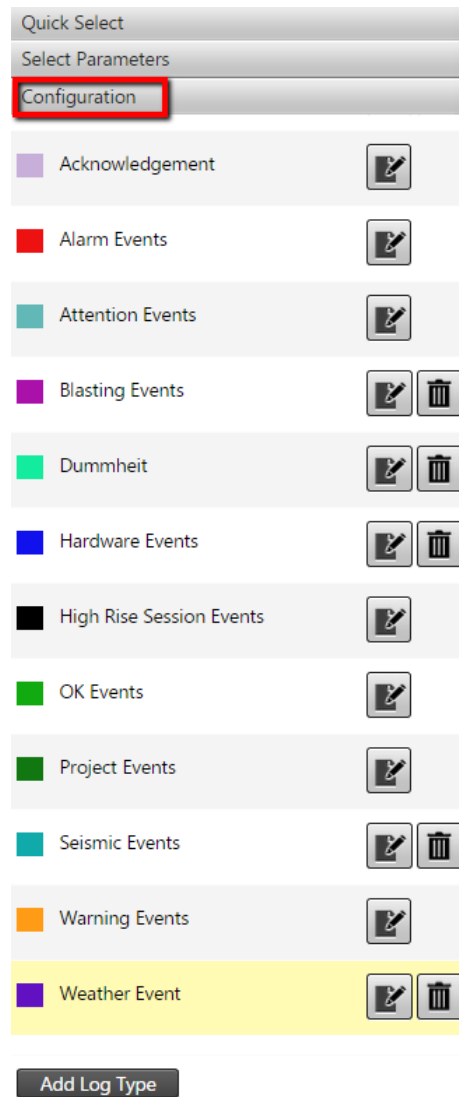 Quick Select
Select Parameters
Configuration
Acknowledgement
Alarm Events
Attention Events
Blasting Events
Dummheit
Hardware Events
High Rise Session Events
OK Events
Project Events
Seismic Events
Warning Events
Weather Event
Add Log Type